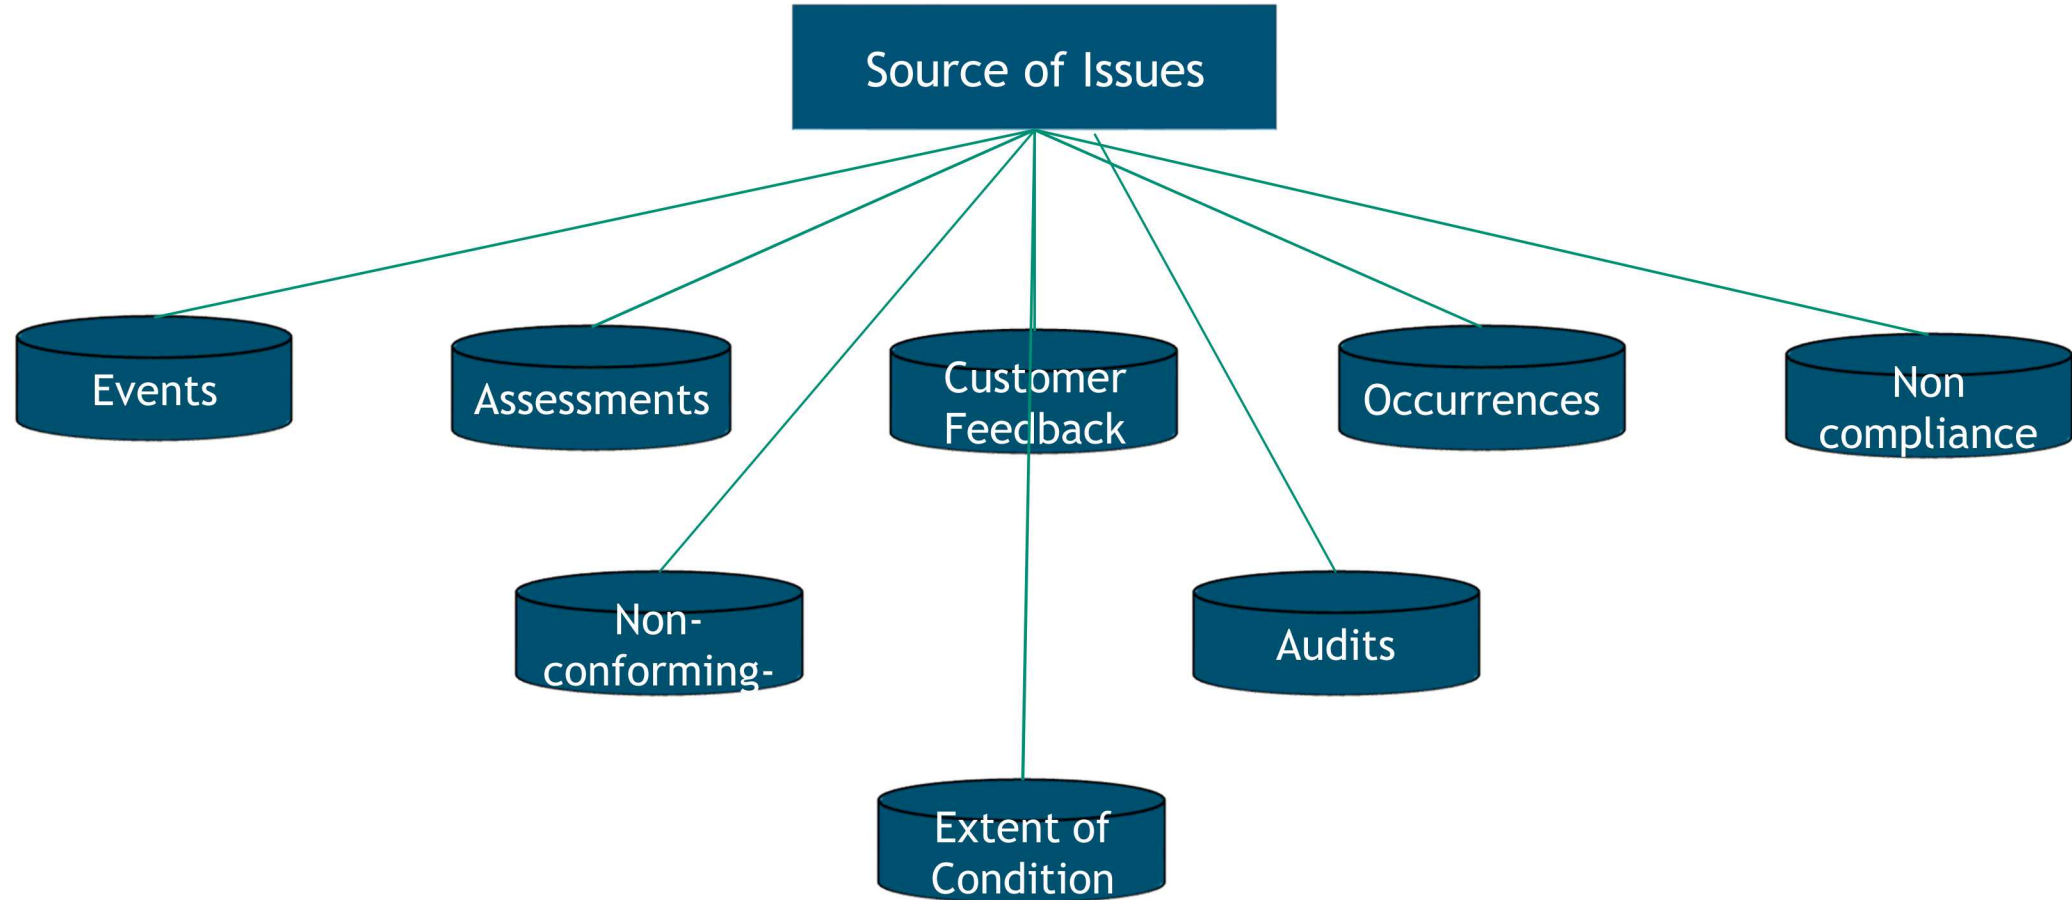 Source of Issues
Events
Assessments
Customer
Feedback
Occurrences
Non
compliance
Non-
conforming-
Audits
Extent of
Condition